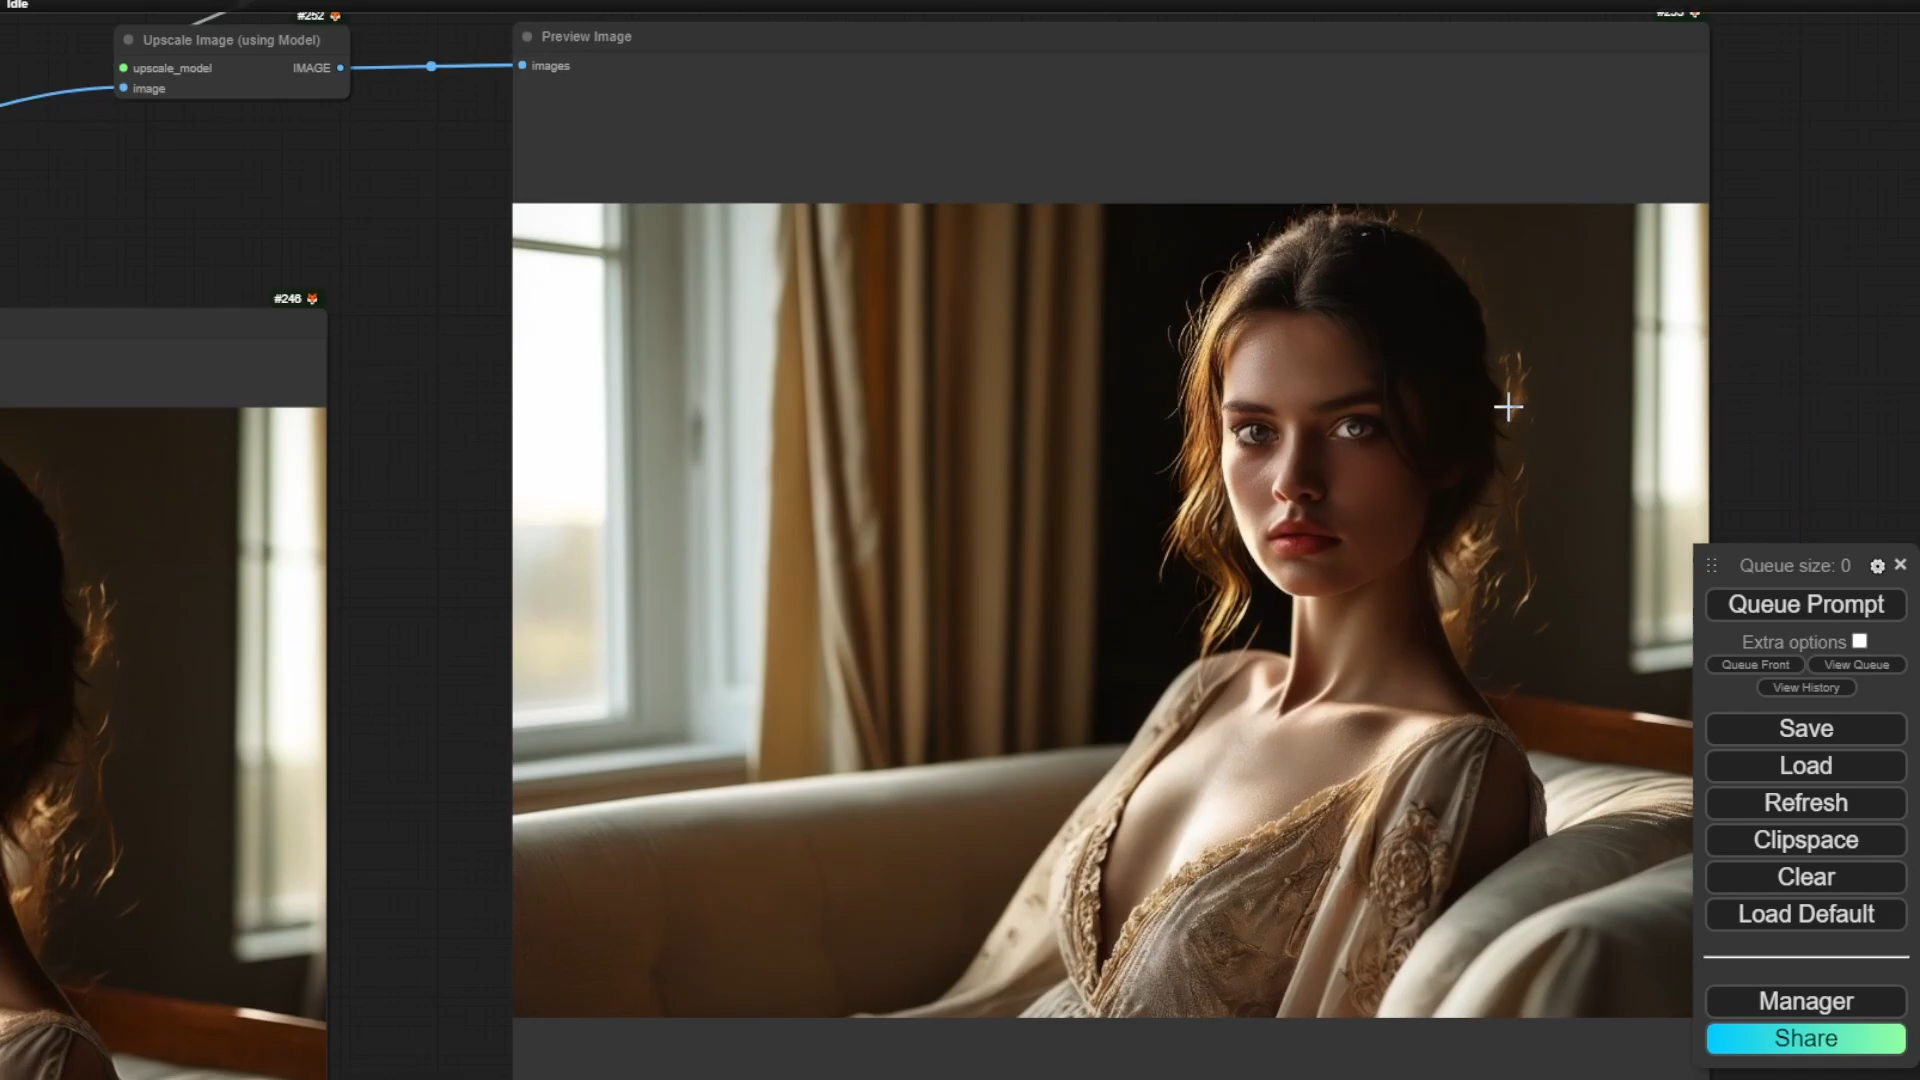 Idle
#252
Upscale Image (using Model)
upscale_model
IMAGE
image
#253
Preview Image
images
#246
Queue size: 0
Queue Prompt
Extra options
Queue Front
View Queue
View History
Save
Load
Refresh
Clipspace
Clear
Load Default
Manager
Share